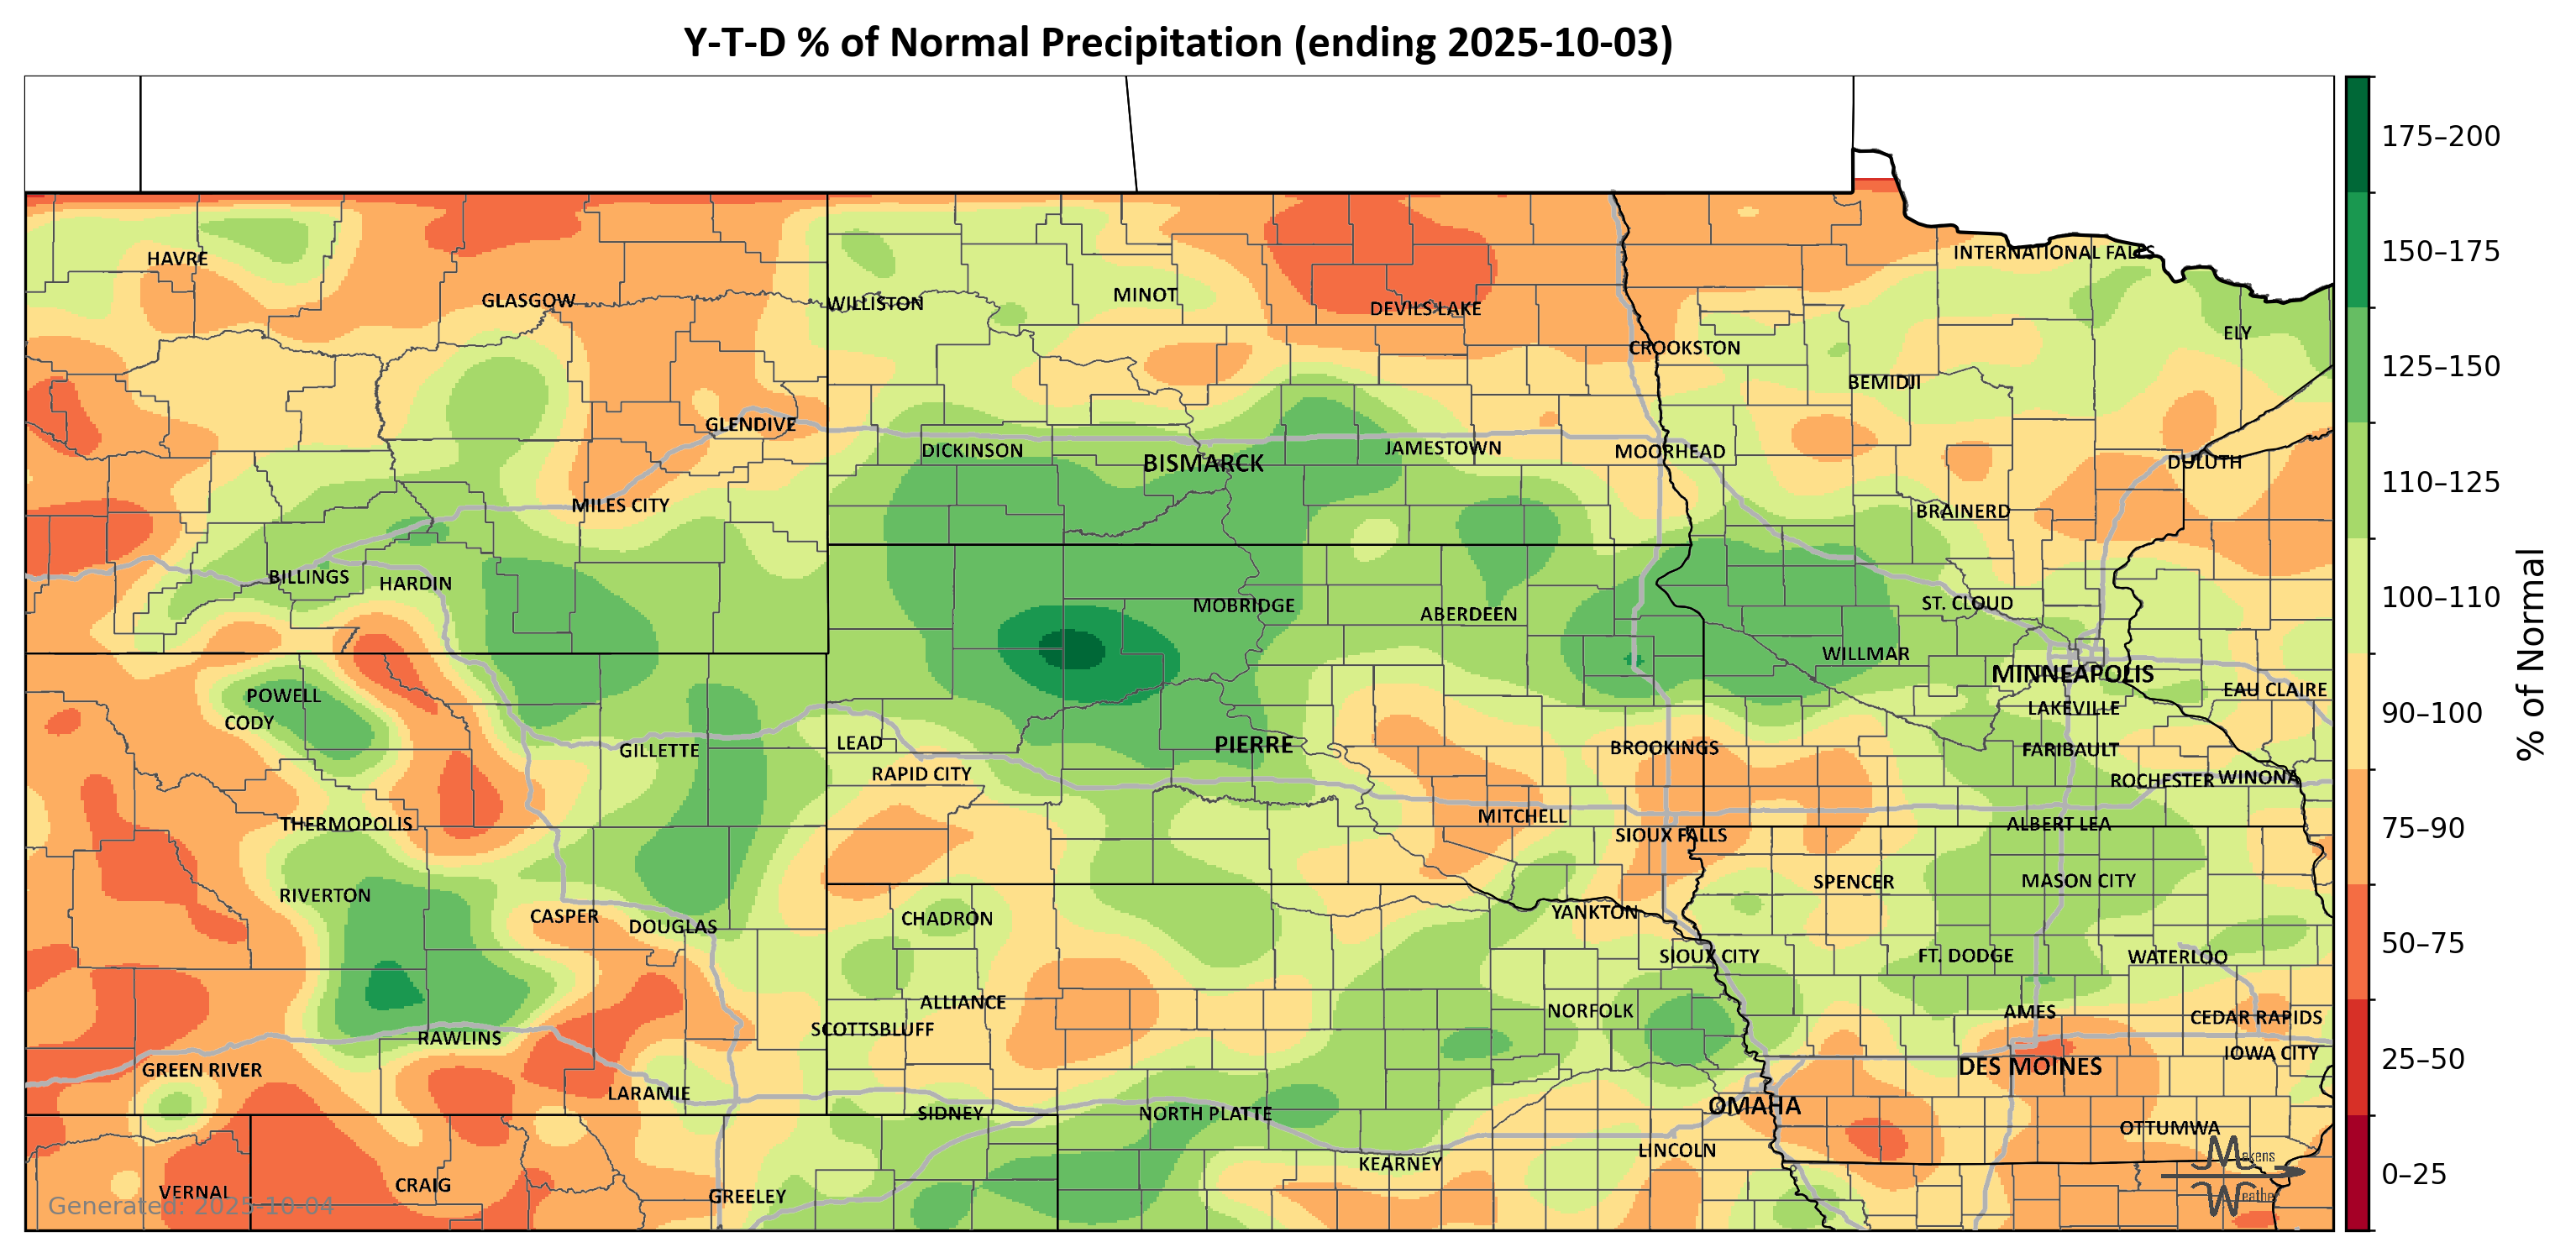 Y-T-D % of Normal Precipitation (ending 2025-10-03)
175–200
150–175
125–150
110–125
100–110
90–100
75–90
50–75
25–50
0–25
% of Normal
INTERNATIONAL FALLS
HAVRE
GLASGOW
WILLISTON
MINOT
DEVILS LAKE
ELY
CROOKSTON
BEMIDJI
GLENDIVE
DICKINSON
BISMARCK
JAMESTOWN
MOORHEAD
DULUTH
MILES CITY
BRAINERD
BILLINGS
HARDIN
MOBRIDGE
ABERDEEN
ST. CLOUD
WILLMAR
MINNEAPOLIS
EAU CLAIRE
POWELL
CODY
LAKEVILLE
GILLETTE
LEAD
PIERRE
BROOKINGS
FARIBAULT
RAPID CITY
ROCHESTER
WINONA
THERMOPOLIS
MITCHELL
SIOUX FALLS
ALBERT LEA
RIVERTON
SPENCER
MASON CITY
CASPER
DOUGLAS
CHADRON
YANKTON
SIOUX CITY
FT. DODGE
WATERLOO
ALLIANCE
NORFOLK
AMES
CEDAR RAPIDS
RAWLINS
SCOTTSBLUFF
IOWA CITY
GREEN RIVER
DES MOINES
LARAMIE
SIDNEY
NORTH PLATTE
OMAHA
OTTUMWA
LINCOLN
KEARNEY
Makens
Weather
VERNAL
CRAIG
GREELEY
Generated: 2025-10-04